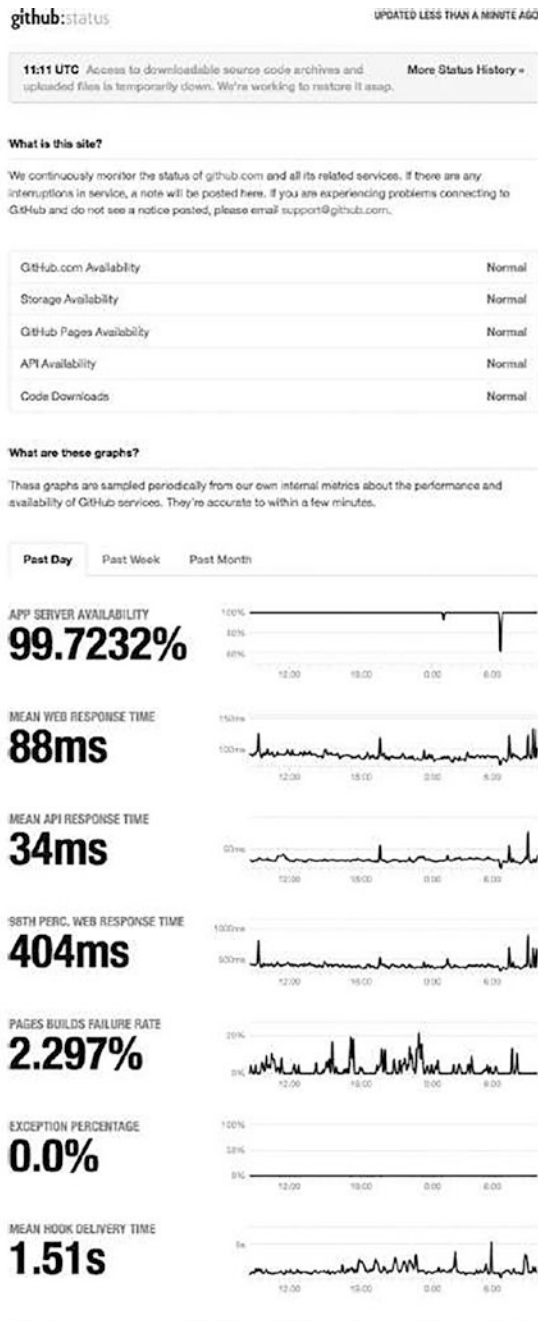 github:status
UPDATED LESS THAN A MINUTE AGO
11:11 UTC Access to downloadable source code archives and
uploaded files is temporarily down. We're working to restore it asap.
More Status History »
What is this site?
We continuously monitor the status of github.com and all its related services. If there are any
interruptions in service, a note will be posted here. If you are experiencing problems connecting to
GitHub and do not see a notice posted, please email support@github.com.
GitHub.com Availability Normal
Storage Availability Normal
GitHub Pages Availability Normal
API Availability Normal
Code Downloads Normal
What are these graphs?
These graphs are sampled periodically from our own internal metrics about the performance and
availability of GitHub services. They're accurate to within a few minutes.
Past Day Past Week Past Month
APP SERVER AVAILABILITY
99.7232%
100%
80%
60%
12:00 18:00 0:00 6:00
MEAN WEB RESPONSE TIME
88ms
150ms
100ms
12:00 18:00 0:00 6:00
MEAN API RESPONSE TIME
34ms
12:00 18:00 0:00 6:00
98TH PERC. WEB RESPONSE TIME
404ms
1000ms
500ms
12:00 18:00 0:00 6:00
PAGES BUILDS FAILURE RATE
2.297%
20%
0%
12:00 18:00 0:00 6:00
EXCEPTION PERCENTAGE
0.0%
100%
50%
0%
12:00 18:00 0:00 6:00
MEAN HOOK DELIVERY TIME
1.51s
12:00 18:00 0:00 6:00